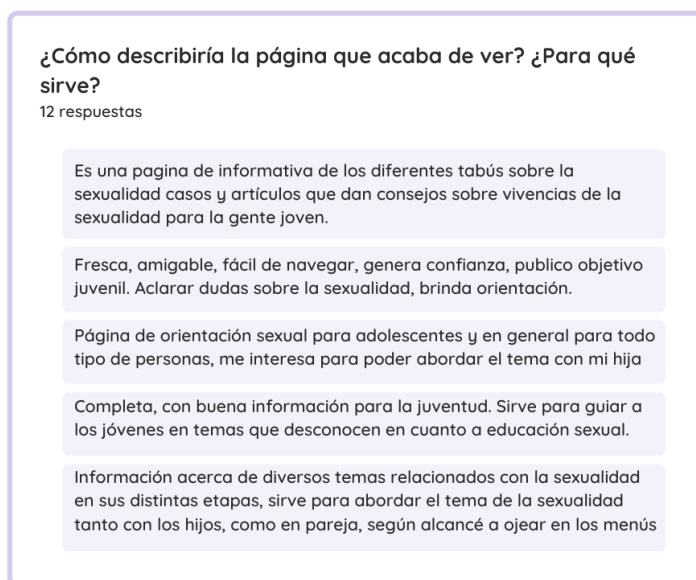 ¿Cómo describiría la página que acaba de ver? ¿Para qué
sirve?
12 respuestas
Es una pagina de informativa de los diferentes tabús sobre la
sexualidad casos y artículos que dan consejos sobre vivencias de la
sexualidad para la gente joven.
Fresca, amigable, fácil de navegar, genera confianza, publico objetivo
juvenil. Aclarar dudas sobre la sexualidad, brinda orientación.
Página de orientación sexual para adolescentes y en general para todo
tipo de personas, me interesa para poder abordar el tema con mi hija
Completa, con buena información para la juventud. Sirve para guiar a
los jóvenes en temas que desconocen en cuanto a educación sexual.
Información acerca de diversos temas relacionados con la sexualidad
en sus distintas etapas, sirve para abordar el tema de la sexualidad
tanto con los hijos, como en pareja, según alcancé a ojear en los menús